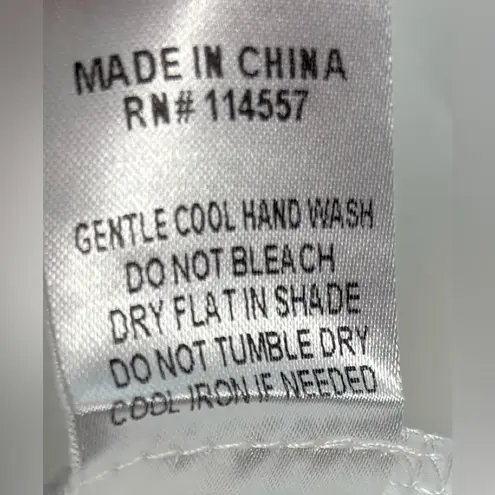 MADE IN CHINA
RN# 114557
GENTLE COOL HAND WASH
DO NOT BLEACH
DRY FLAT IN SHADE
DO NOT TUMBLE DRY
COOL IRON IF NEEDED